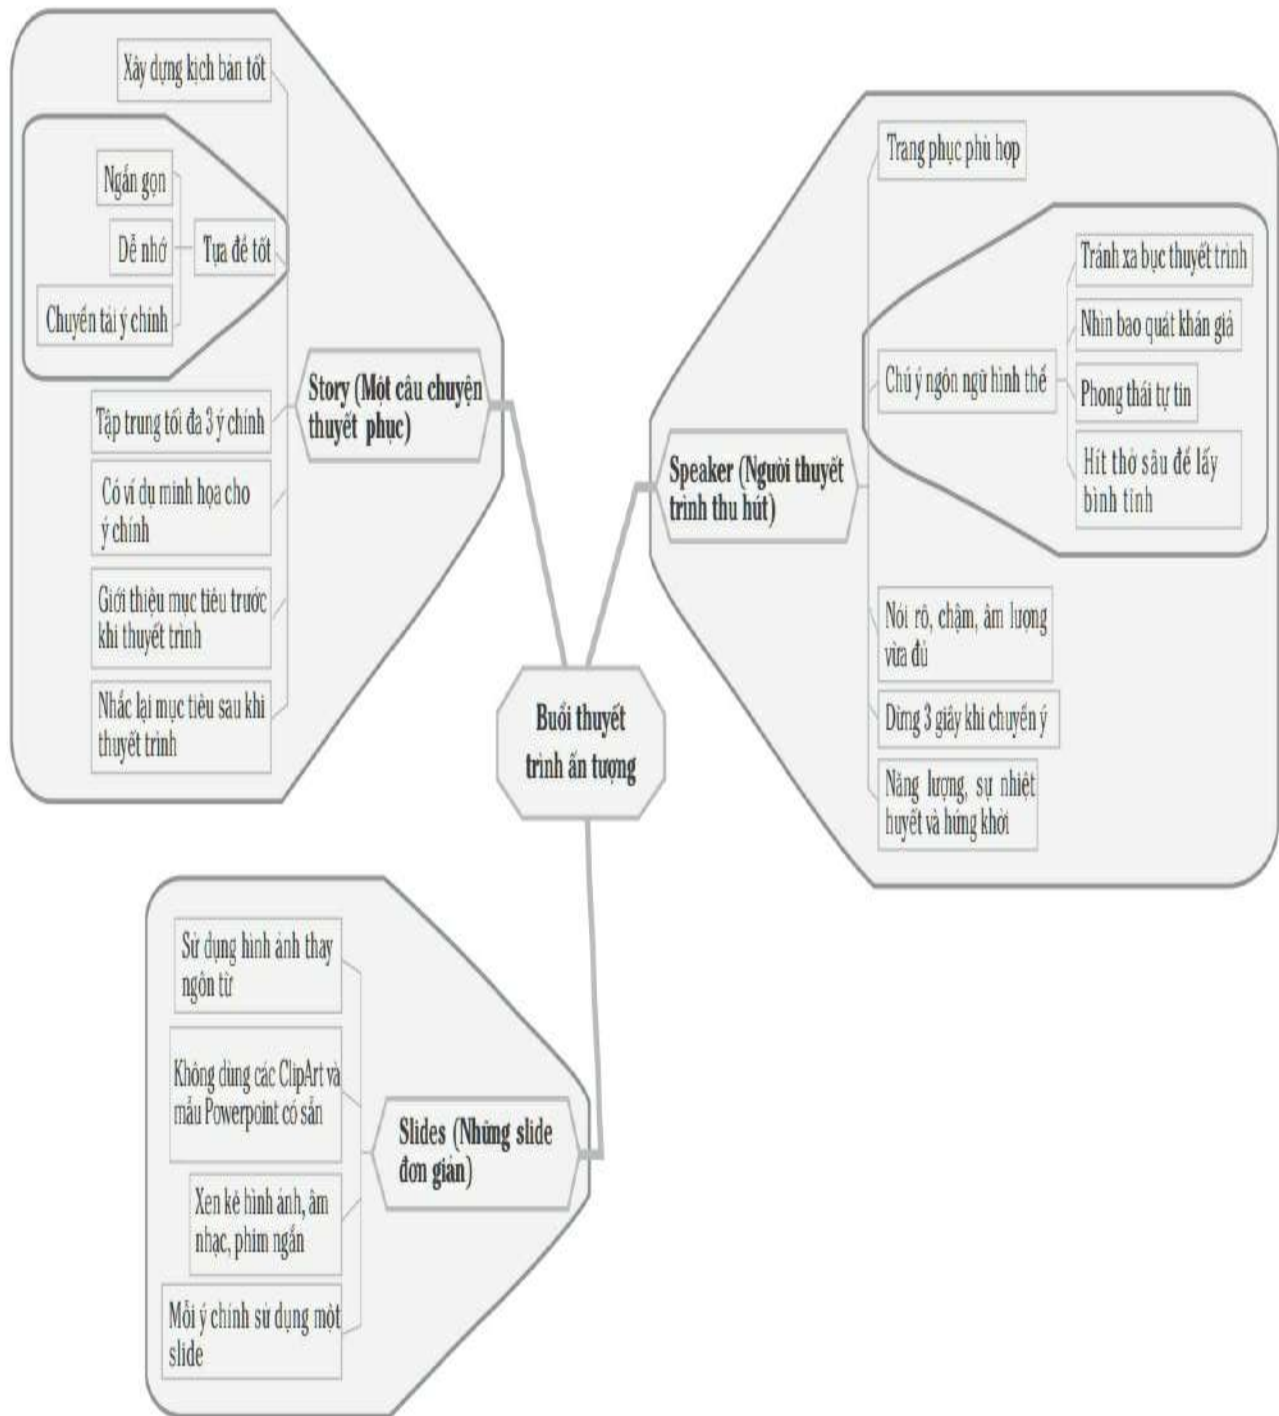 Xây dựng kịch bản tốt
Ngắn gọn
Dễ nhớ
Chuyển tải ý chính
Tựa đề tốt
Tập trung tối đa 3 ý chính
Có ví dụ minh họa cho
ý chính
Giới thiệu mục tiêu trước
khi thuyết trình
Nhắc lại mục tiêu sau khi
thuyết trình
Story (Một câu chuyện
thuyết phục)
Trang phục phù hợp
Tránh xa bục thuyết trình
Nhìn bao quát khán giả
Chú ý ngôn ngữ hình thể
Phong thái tự tin
Hít thở sâu để lấy
bình tĩnh
Speaker (Người thuyết
trình thu hút)
Nói rõ, chậm, âm lượng
vừa đủ
Dừng 3 giây khi chuyển ý
Năng lượng, sự nhiệt
huyết và hứng khởi
Buổi thuyết
trình ấn tượng
Sử dụng hình ảnh thay
ngôn từ
Không dùng các ClipArt và
mẫu Powerpoint có sẵn
Xen kẽ hình ảnh, âm
nhạc, phim ngắn
Mỗi ý chính sử dụng một
slide
Slides (Những slide
đơn giản)